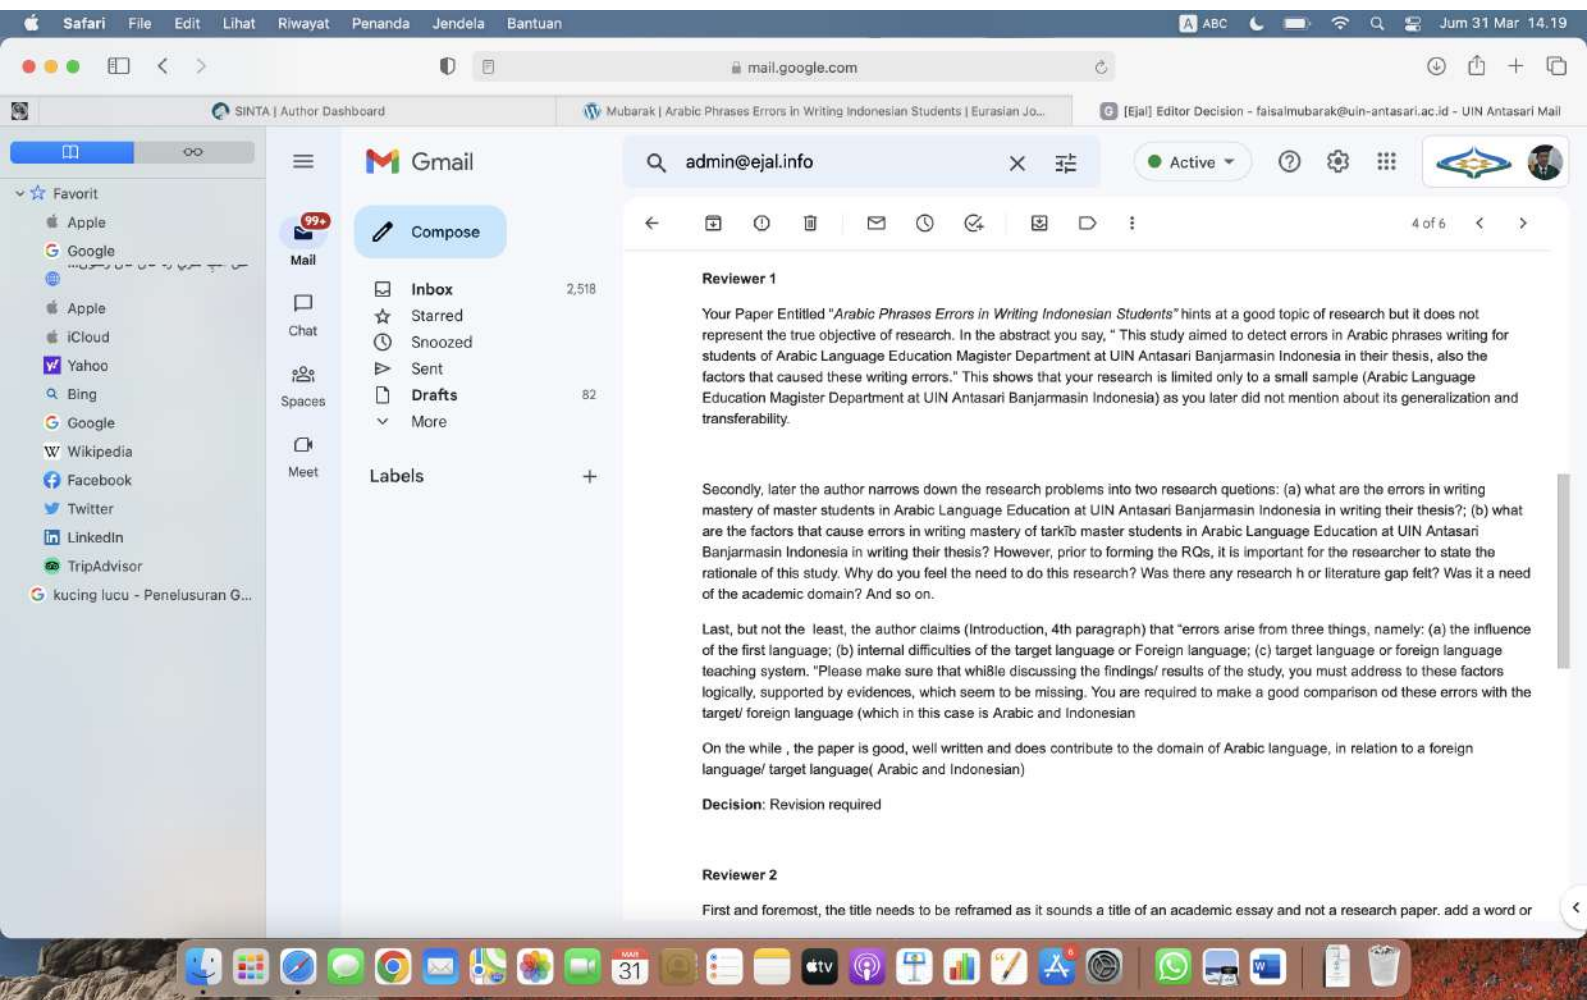 Safari File Edit Lihat Riwayat Penanda Jendela Bantuan
A ABC Jum 31 Mar 14.19
mail.google.com
SINTA | Author Dashboard
Mubarak | Arabic Phrases Errors in Writing Indonesian Students | Eurasian Jo...
G [Ejal] Editor Decision - faisalmubarak@uin-antasari.ac.id - UIN Antasari Mail
Favorit
Apple
Google
Apple
iCloud
Yahoo
Bing
Google
Wikipedia
Facebook
Twitter
LinkedIn
TripAdvisor
kucing lucu - Penelusuran G...
99+
Mail
Chat
Spaces
Meet
Gmail
Compose
Inbox 2,518
Starred
Snoozed
Sent
Drafts 82
More
Labels
admin@ejal.info
Active
4 of 6
Reviewer 1
Your Paper Entitled "Arabic Phrases Errors in Writing Indonesian Students" hints at a good topic of research but it does not
represent the true objective of research. In the abstract you say, " This study aimed to detect errors in Arabic phrases writing for
students of Arabic Language Education Magister Department at UIN Antasari Banjarmasin Indonesia in their thesis, also the
factors that caused these writing errors." This shows that your research is limited only to a small sample (Arabic Language
Education Magister Department at UIN Antasari Banjarmasin Indonesia) as you later did not mention about its generalization and
transferability.
Secondly, later the author narrows down the research problems into two research quetions: (a) what are the errors in writing
mastery of master students in Arabic Language Education at UIN Antasari Banjarmasin Indonesia in writing their thesis?; (b) what
are the factors that cause errors in writing mastery of tarkīb master students in Arabic Language Education at UIN Antasari
Banjarmasin Indonesia in writing their thesis? However, prior to forming the RQs, it is important for the researcher to state the
rationale of this study. Why do you feel the need to do this research? Was there any research h or literature gap felt? Was it a need
of the academic domain? And so on.
Last, but not the least, the author claims (Introduction, 4th paragraph) that "errors arise from three things, namely: (a) the influence
of the first language; (b) internal difficulties of the target language or Foreign language; (c) target language or foreign language
teaching system. "Please make sure that whi8le discussing the findings/ results of the study, you must address to these factors
logically, supported by evidences, which seem to be missing. You are required to make a good comparison od these errors with the
target/ foreign language (which in this case is Arabic and Indonesian
On the while , the paper is good, well written and does contribute to the domain of Arabic language, in relation to a foreign
language/ target language( Arabic and Indonesian)
Decision: Revision required
Reviewer 2
First and foremost, the title needs to be reframed as it sounds a title of an academic essay and not a research paper. add a word or
MAR
31
tv
6
W